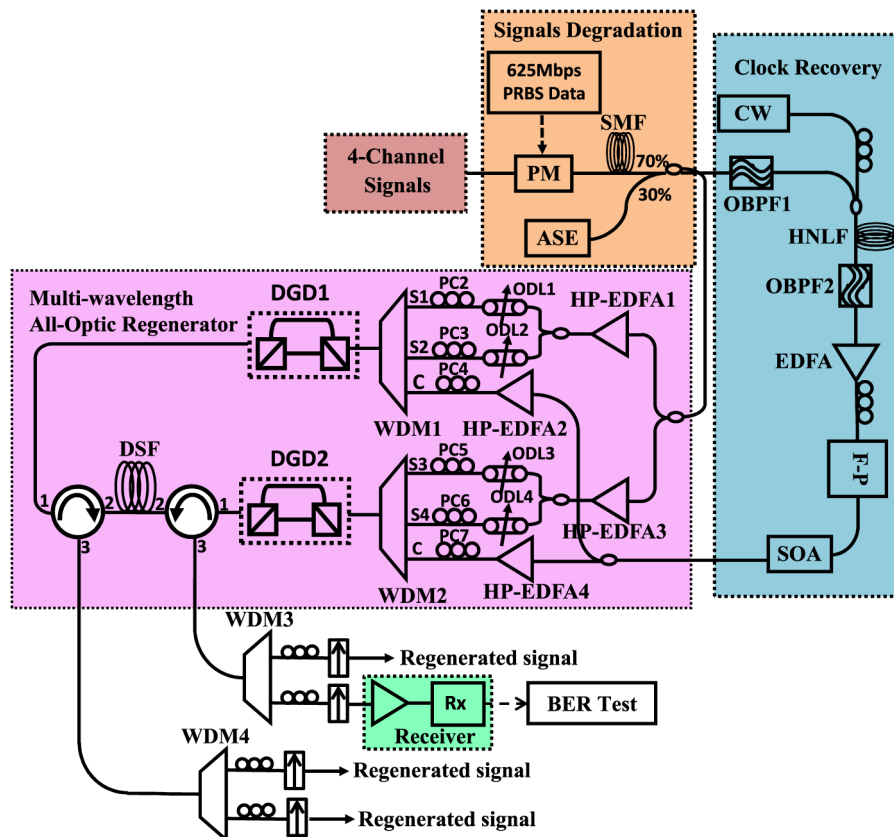 Signals Degradation
625Mbps
PRBS Data
SMF
70%
30%
PM
ASE
4-Channel
Signals
Clock Recovery
CW
OBPF1
HNLF
OBPF2
EDFA
F-P
SOA
Multi-wavelength
All-Optic Regenerator
DGD1
S1
PC2
ODL1
HP-EDFA1
S2
PC3
ODL2
C
PC4
WDM1
HP-EDFA2
DSF
DGD2
S3
PC5
ODL3
S4
PC6
ODL4
HP-EDFA3
C
PC7
WDM2
HP-EDFA4
1
2
3
2
1
3
WDM3
Regenerated signal
Rx
Receiver
BER Test
WDM4
Regenerated signal
Regenerated signal